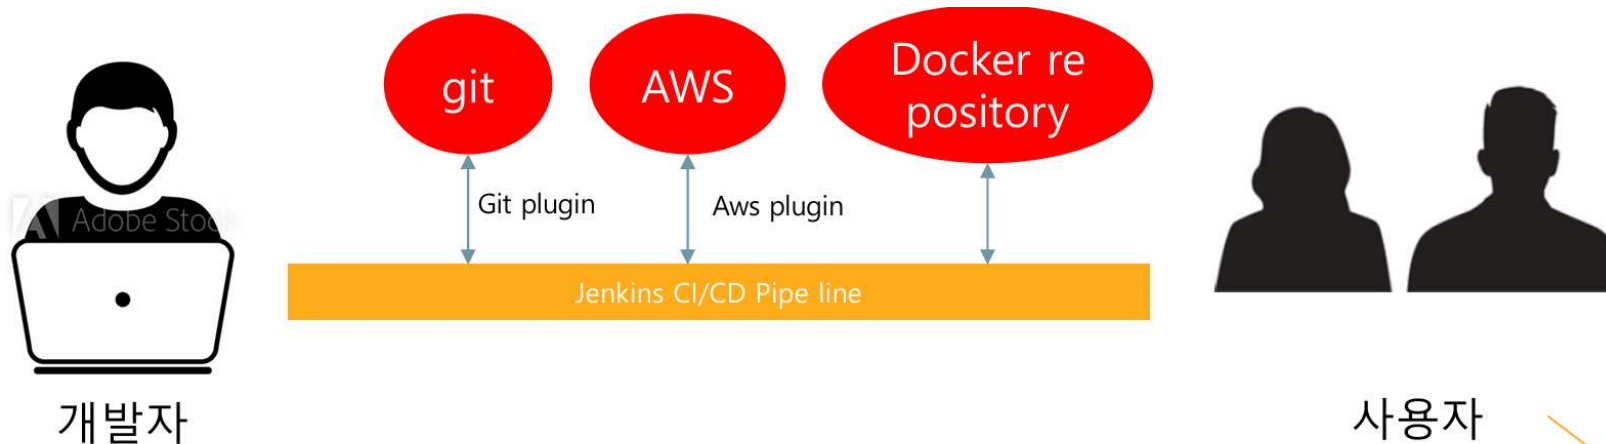 git
AWS
Docker re
pository
Git plugin
Aws plugin
Adobe Stock
Jenkins CI/CD Pipe line
개발자
사용자